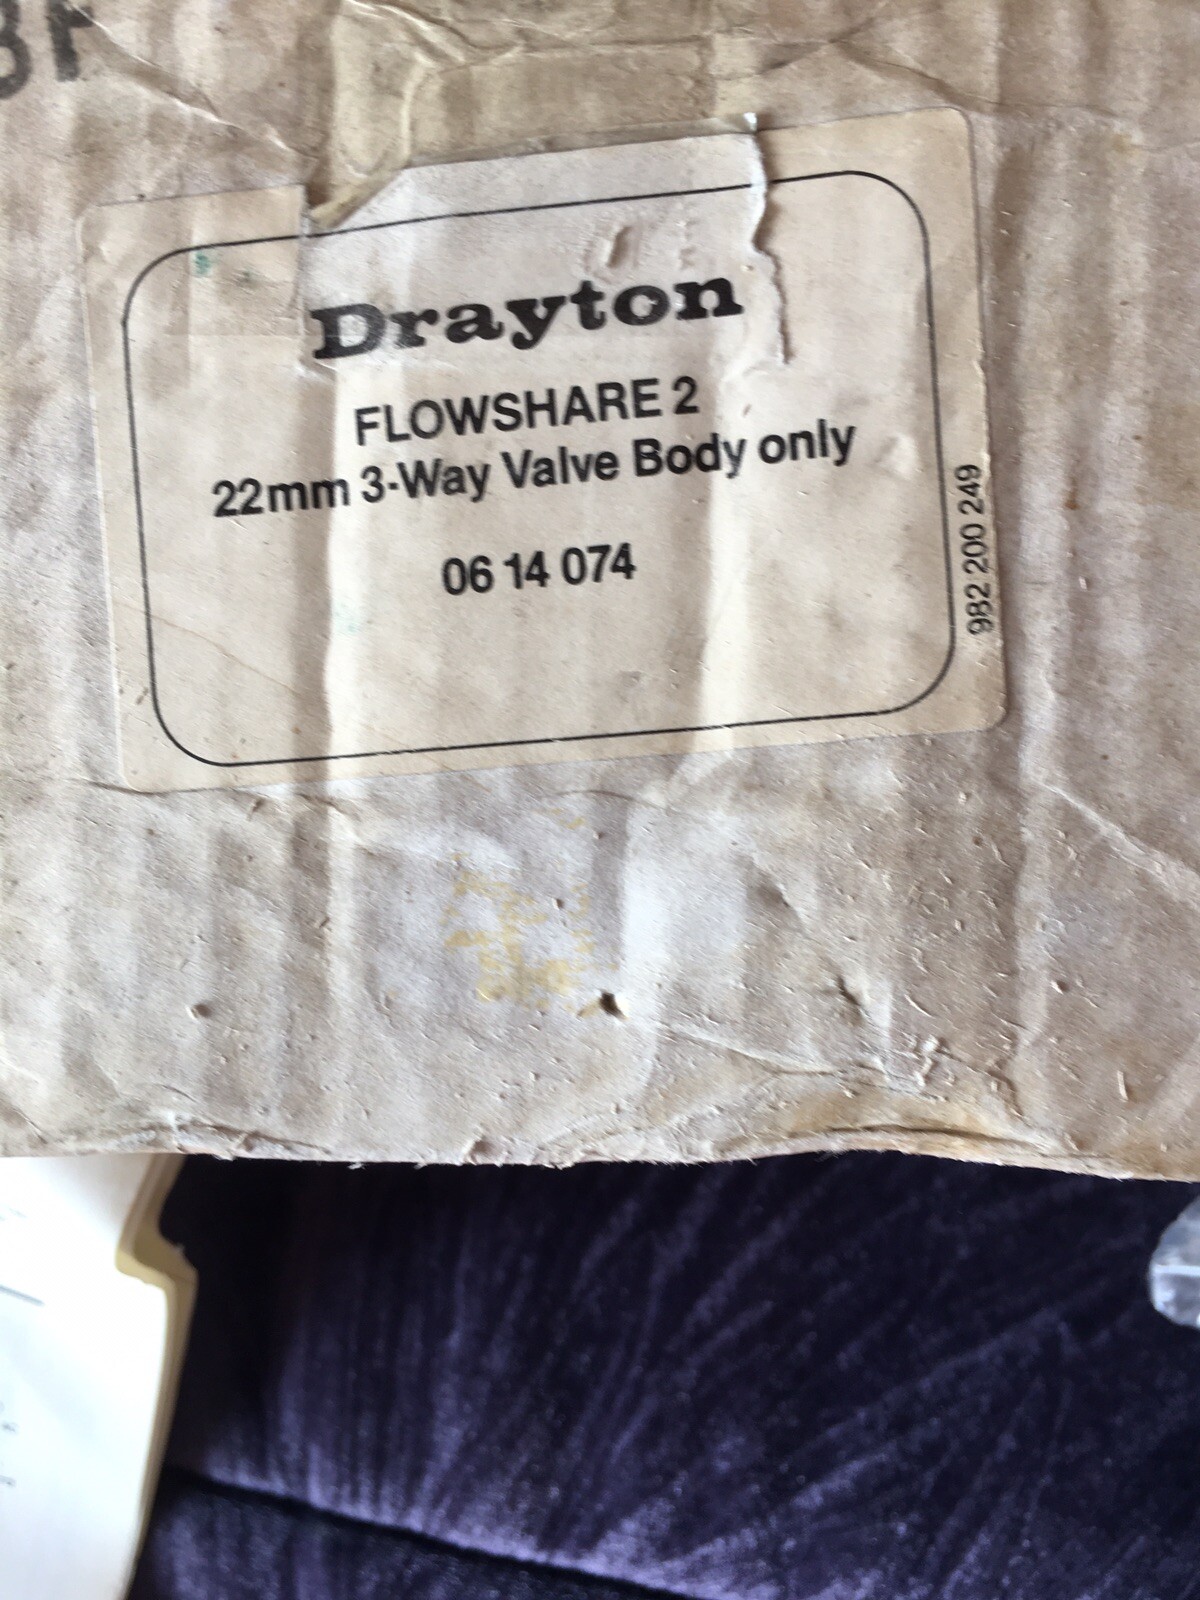 Drayton
FLOWSHARE 2
22mm 3-Way Valve Body only
06 14 074
982 200 249